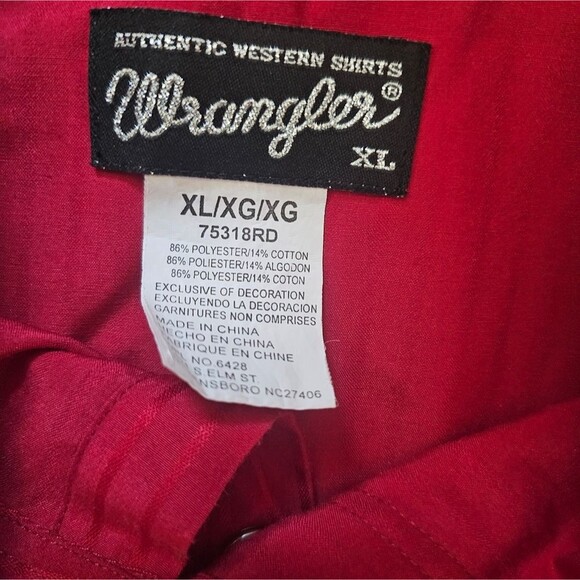 AUTHENTIC WESTERN SHIRTS
Wrangler®
XL
XL/XG/XG
75318RD
86% POLYESTER/14% COTTON
86% POLIESTER/14% ALGODON
86% POLYESTER/14% COTON
EXCLUSIVE OF DECORATION
EXCLUYENDO LA DECORACION
GARNITURES NON COMPRISES
MADE IN CHINA
HECHO EN CHINA
FABRIQUE EN CHINE
NO. 6428
S. ELM ST.
NSBORO NC27406